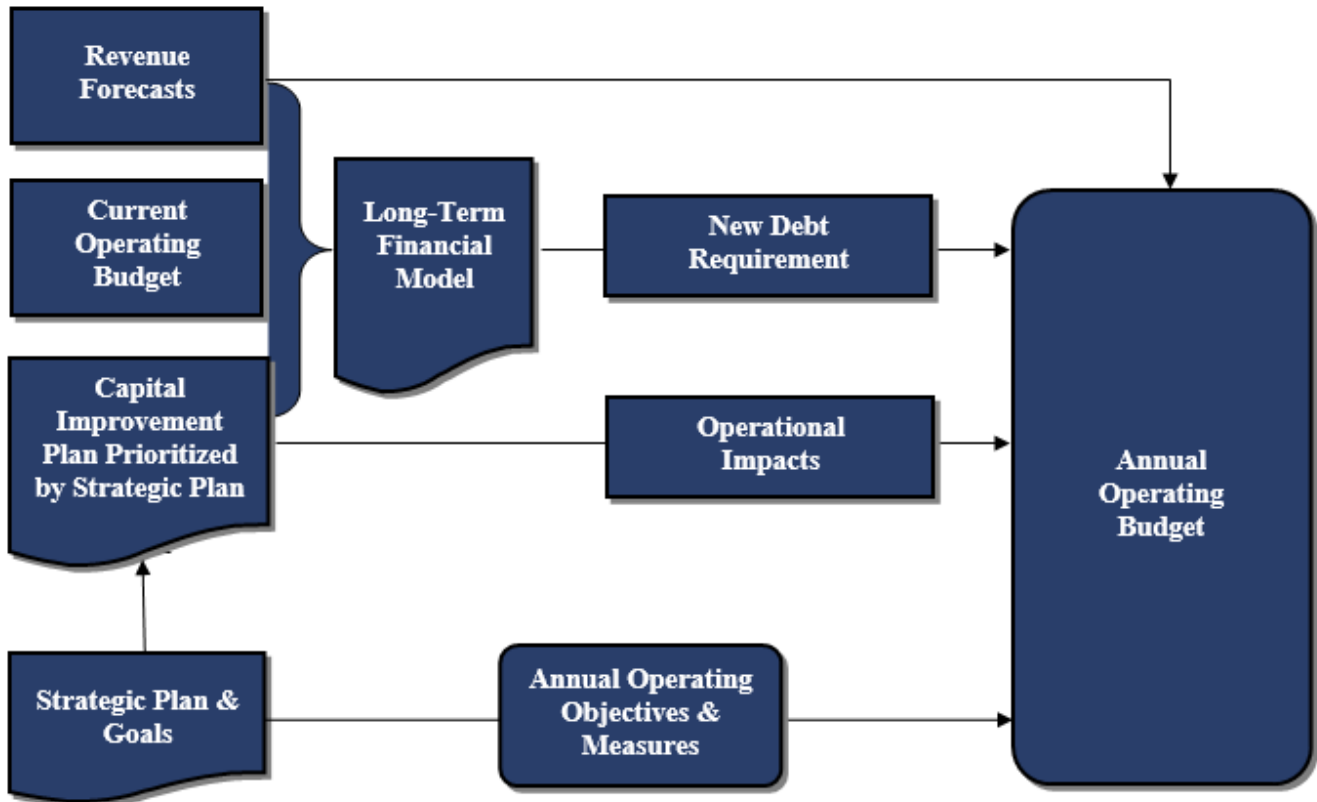 Revenue
Forecasts
Current
Operating
Budget
Capital
Improvement
Plan Prioritized
by Strategic Plan
Long-Term
Financial
Model
New Debt
Requirement
Operational
Impacts
Annual
Operating
Budget
Strategic Plan &
Goals
Annual Operating
Objectives &
Measures